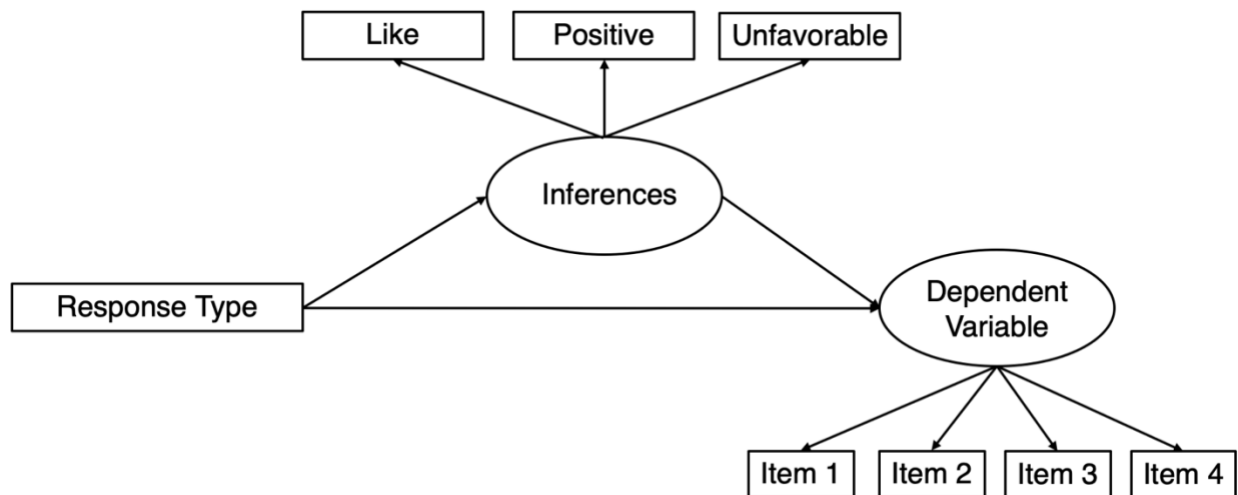 Like
Positive
Unfavorable
Inferences
Response Type
Dependent
Variable
Item 1
Item 2
Item 3
Item 4